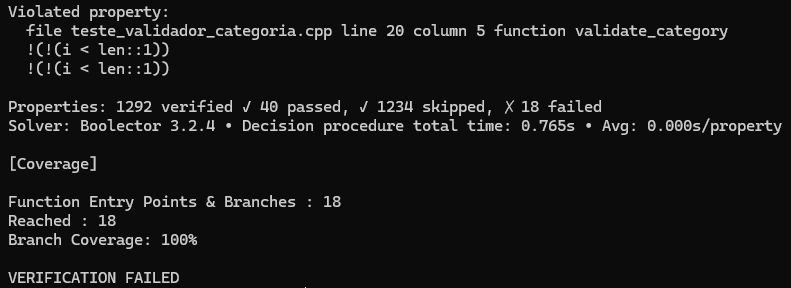 Violated property:
  file teste_validador_categoria.cpp line 20 column 5 function validate_category
  !(!(i < len::1))
  !(!(i < len::1))

Properties: 1292 verified ✓ 40 passed, ✓ 1234 skipped, ✗ 18 failed
Solver: Boolector 3.2.4 • Decision procedure total time: 0.765s • Avg: 0.000s/property

[Coverage]

Function Entry Points & Branches : 18
Reached : 18
Branch Coverage: 100%

VERIFICATION FAILED